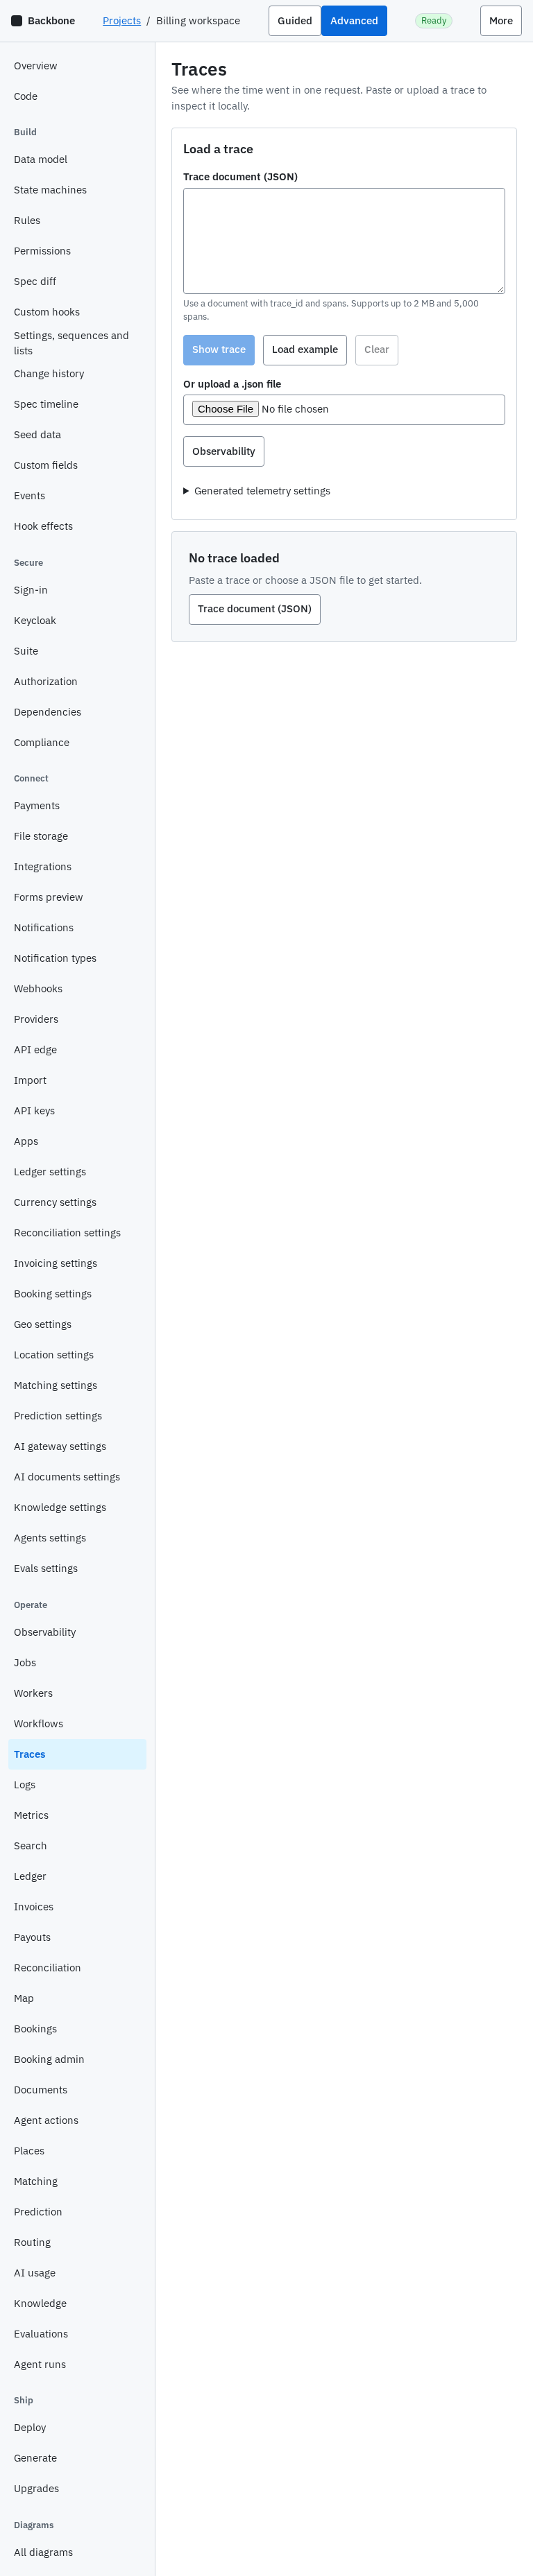 Backbone
Projects / Billing workspace
Guided
Advanced
Ready
More
Overview
Code
Build
Data model
State machines
Rules
Permissions
Spec diff
Custom hooks
Settings, sequences and
lists
Change history
Spec timeline
Seed data
Custom fields
Events
Hook effects
Secure
Sign-in
Keycloak
Suite
Authorization
Dependencies
Compliance
Connect
Payments
File storage
Integrations
Forms preview
Notifications
Notification types
Webhooks
Providers
API edge
Import
API keys
Apps
Ledger settings
Currency settings
Reconciliation settings
Invoicing settings
Booking settings
Geo settings
Location settings
Matching settings
Prediction settings
AI gateway settings
AI documents settings
Knowledge settings
Agents settings
Evals settings
Operate
Observability
Jobs
Workers
Workflows
Traces
Logs
Metrics
Search
Ledger
Invoices
Payouts
Reconciliation
Map
Bookings
Booking admin
Documents
Agent actions
Places
Matching
Prediction
Routing
AI usage
Knowledge
Evaluations
Agent runs
Ship
Deploy
Generate
Upgrades
Diagrams
All diagrams
Traces
See where the time went in one request. Paste or upload a trace to
inspect it locally.
Load a trace
Trace document (JSON)
Use a document with trace_id and spans. Supports up to 2 MB and 5,000
spans.
Show trace
Load example
Clear
Or upload a .json file
Choose File No file chosen
Observability
Generated telemetry settings
No trace loaded
Paste a trace or choose a JSON file to get started.
Trace document (JSON)